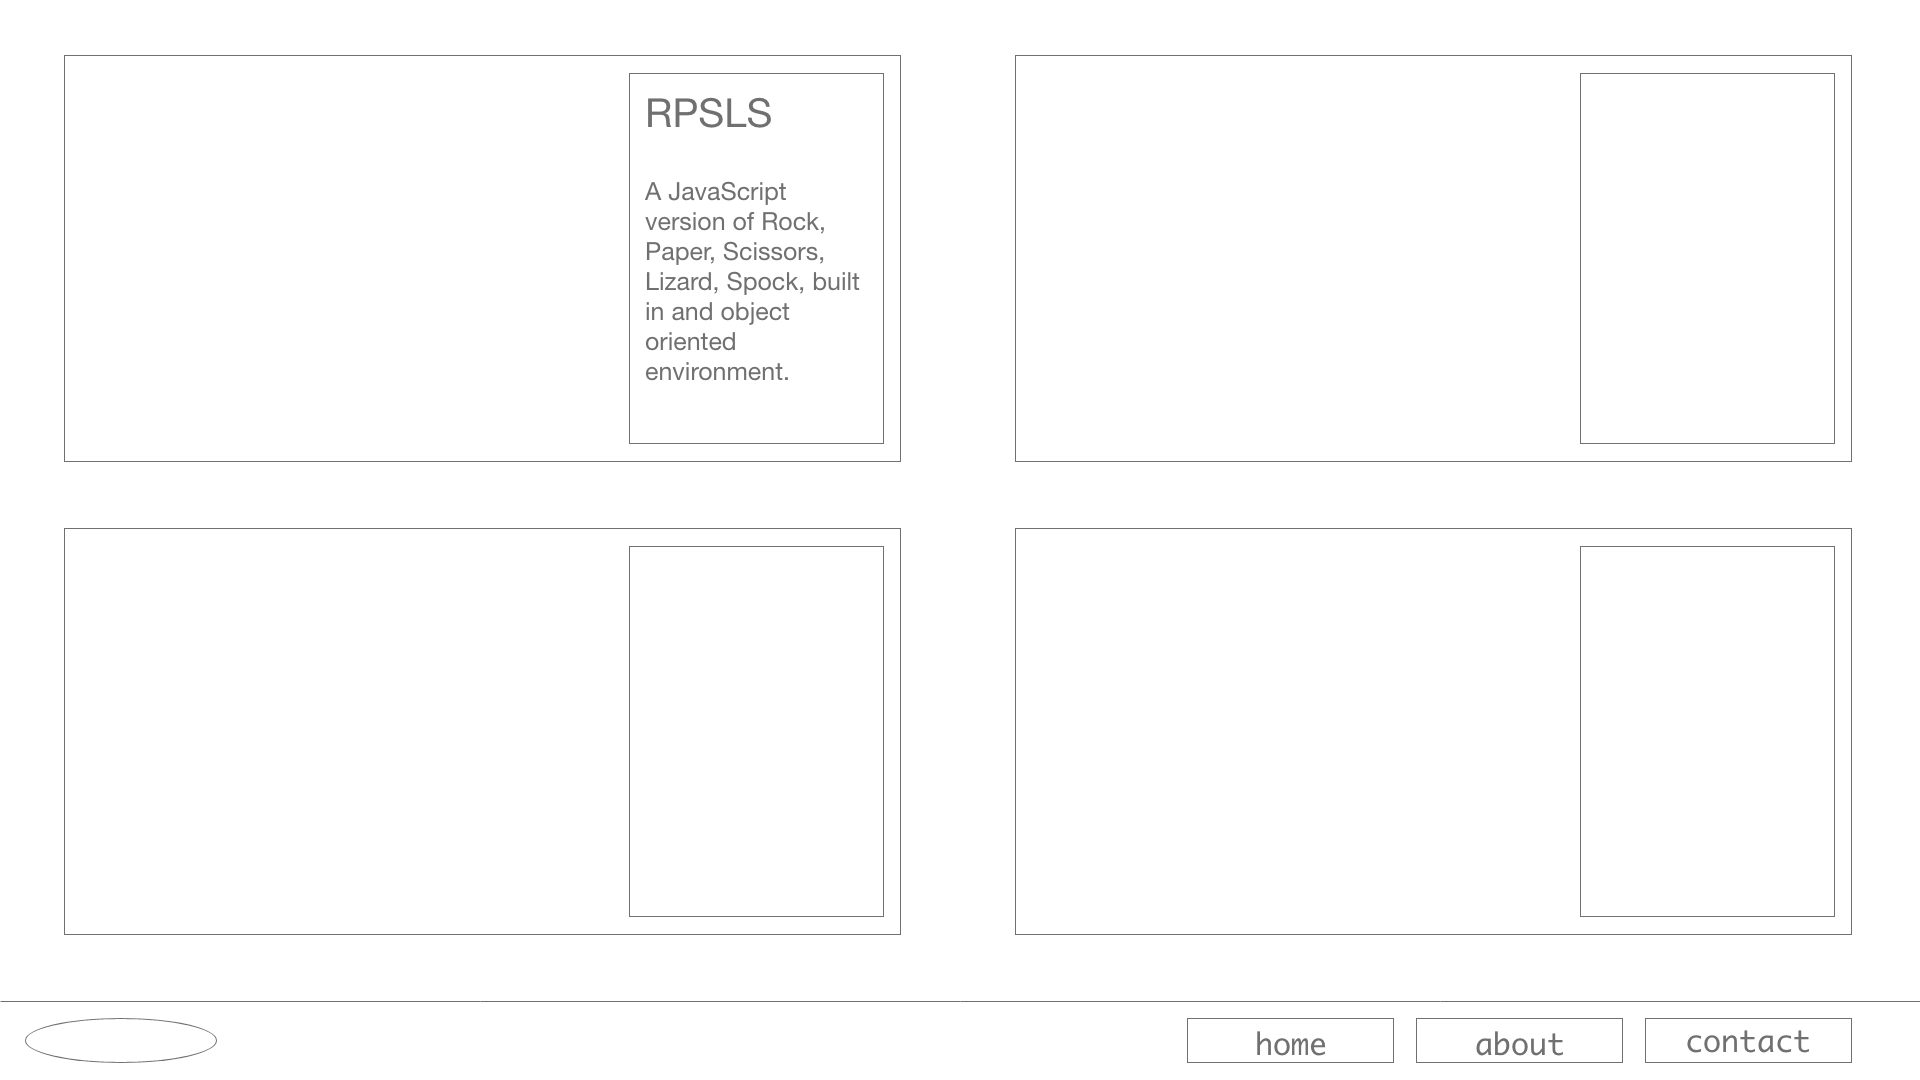 RPSLS
A JavaScript
version of Rock,
Paper, Scissors,
Lizard, Spock, built
in and object
oriented
environment.
home
about
contact